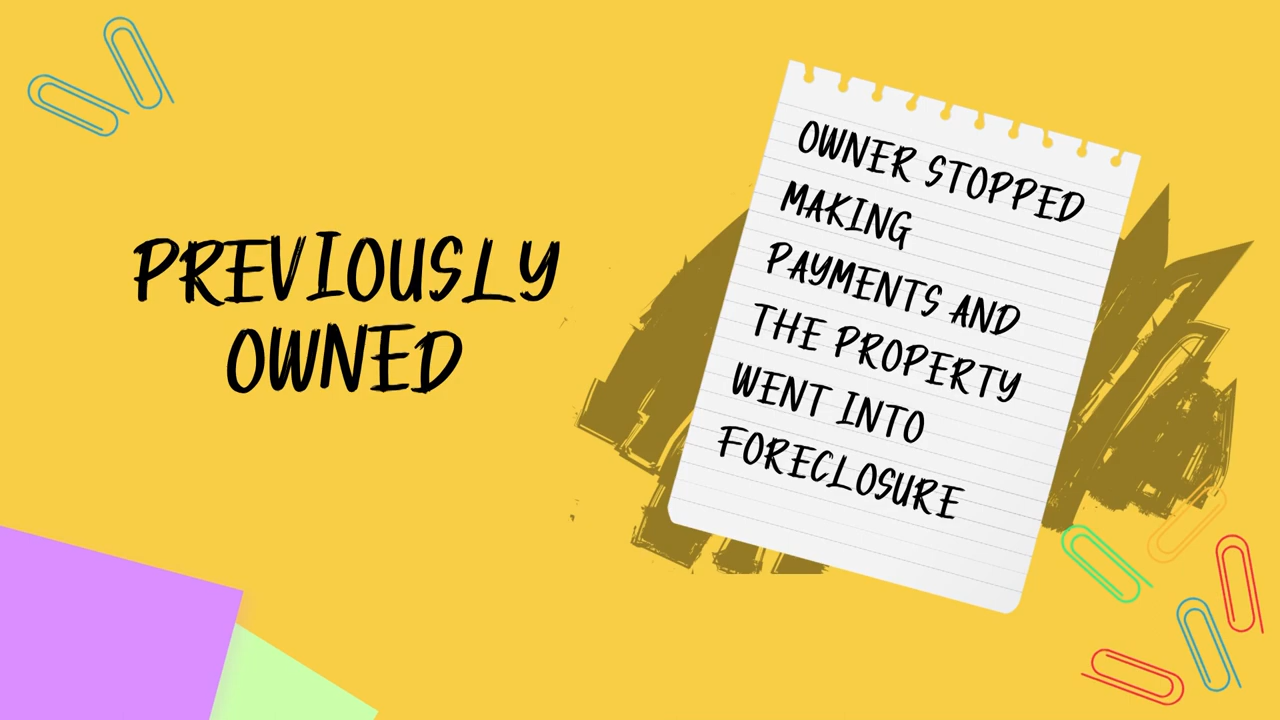 PREVIOUSLY
OWNED
OWNER STOPPED
MAKING
PAYMENTS AND
THE PROPERTY
WENT INTO
FORECLOSURE